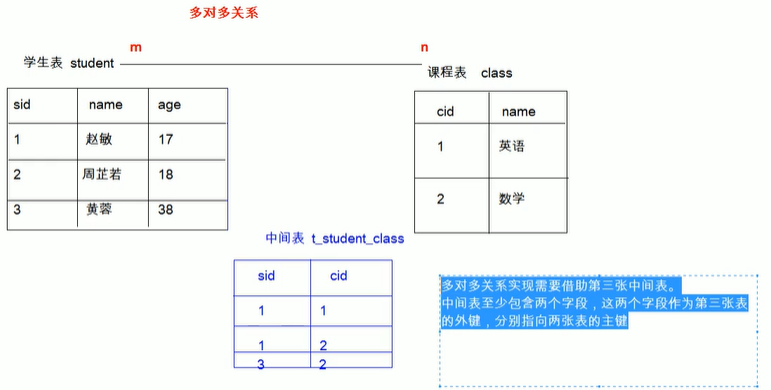 多对多关系
m n
学生表 student
课程表 class
sid name age
1 赵敏 17
2 周芷若 18
3 黄蓉 38
cid name
1 英语
2 数学
中间表 t_student_class
sid cid
1 1
1 2
3 2
多对多关系实现需要借助第三张中间表。
中间表至少包含两个字段，这两个字段作为第三张表
的外键，分别指向两张表的主键